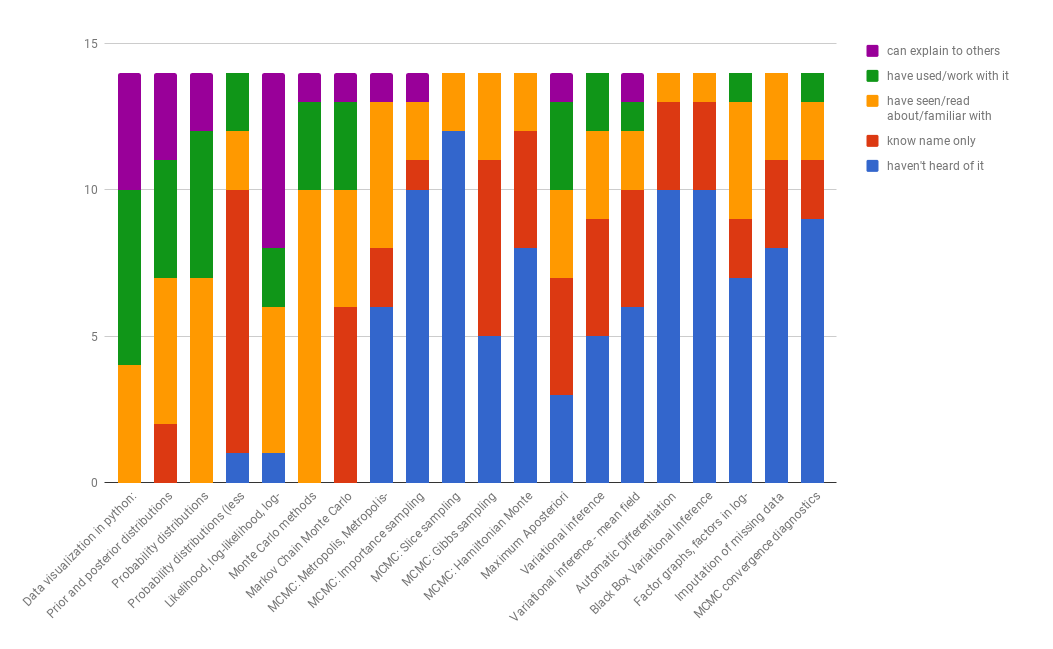 15
10
5
0
can explain to others
have used/work with it
have seen/read
about/familiar with
know name only
haven't heard of it
Data visualization in python:
Prior and posterior distributions
Probability distributions
Probability distributions (less
Likelihood, log-likelihood, log-
Monte Carlo methods
Markov Chain Monte Carlo
MCMC: Metropolis, Metropolis-
MCMC: Importance sampling
MCMC: Slice sampling
MCMC: Gibbs sampling
MCMC: Hamiltonian Monte
Maximum Aposteriori
Variational inference
Variational inference - mean field
Automatic Differentiation
Black Box Variational Inference
Factor graphs, factors in log-
Imputation of missing data
MCMC convergence diagnostics